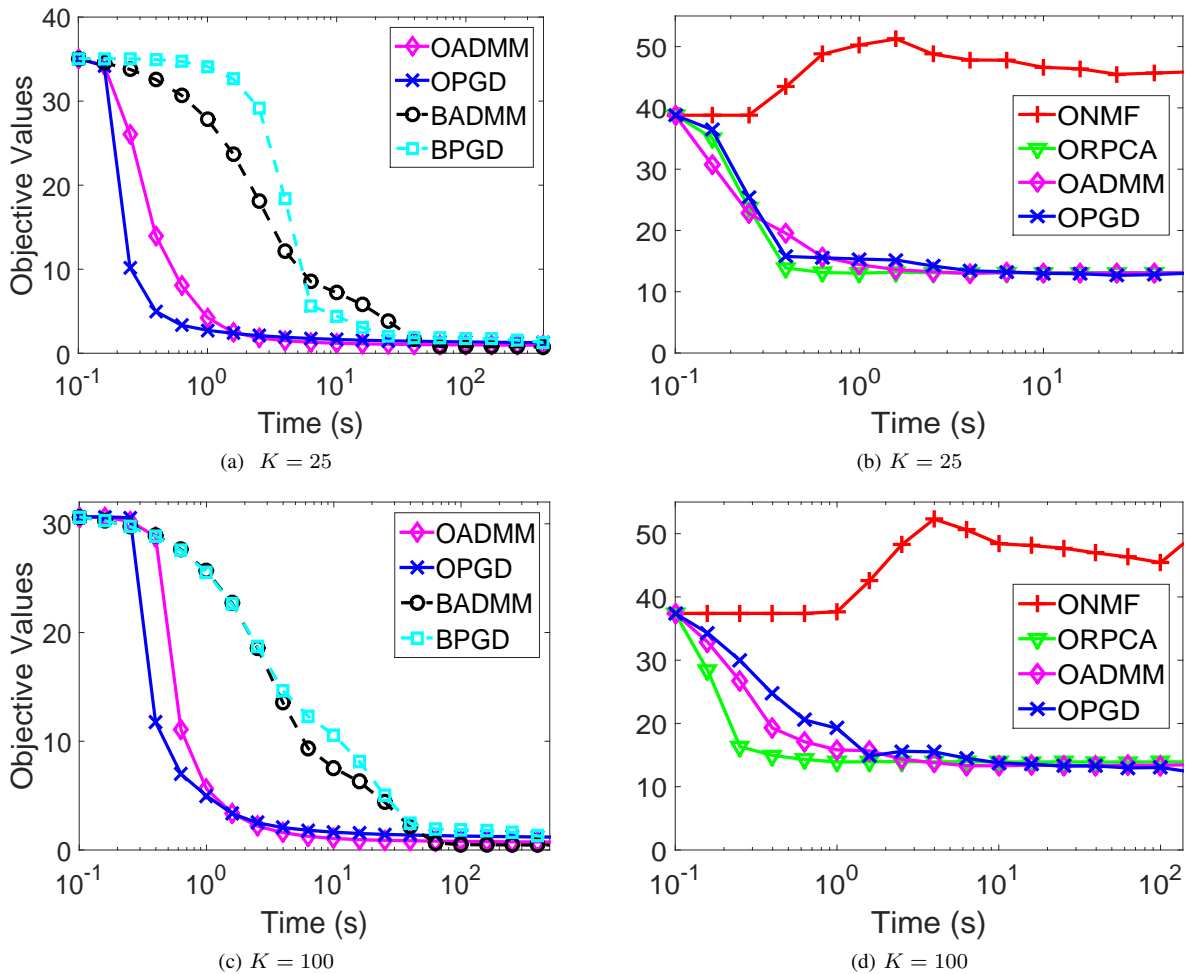 40
30
20
10
0
Objective Values
10^-1
10^0
10^1
10^2
Time (s)
OADMM
OPGD
BADMM
BPGD
(a) K = 25
50
40
30
20
10
0
10^-1
10^0
10^1
Time (s)
ONMF
ORPCA
OADMM
OPGD
(b) K = 25
30
20
10
0
Objective Values
10^-1
10^0
10^1
10^2
Time (s)
OADMM
OPGD
BADMM
BPGD
(c) K = 100
50
40
30
20
10
0
10^-1
10^0
10^1
10^2
Time (s)
ONMF
ORPCA
OADMM
OPGD
(d) K = 100